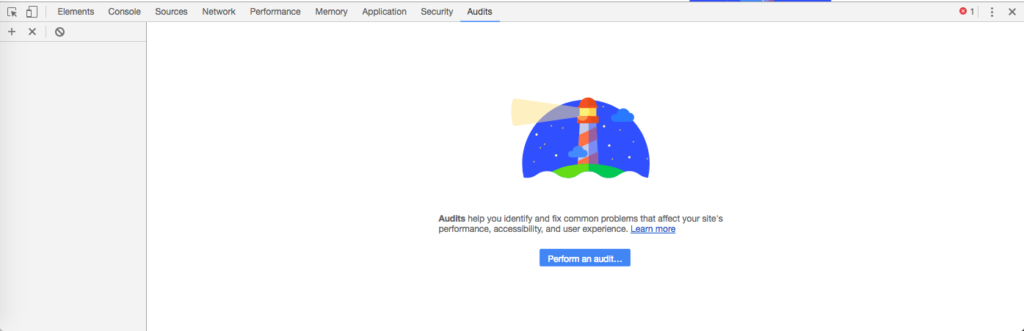 Elements Console Sources Network Performance Memory Application Security Audits 1
Audits help you identify and fix common problems that affect your site's
performance, accessibility, and user experience. Learn more
Perform an audit...